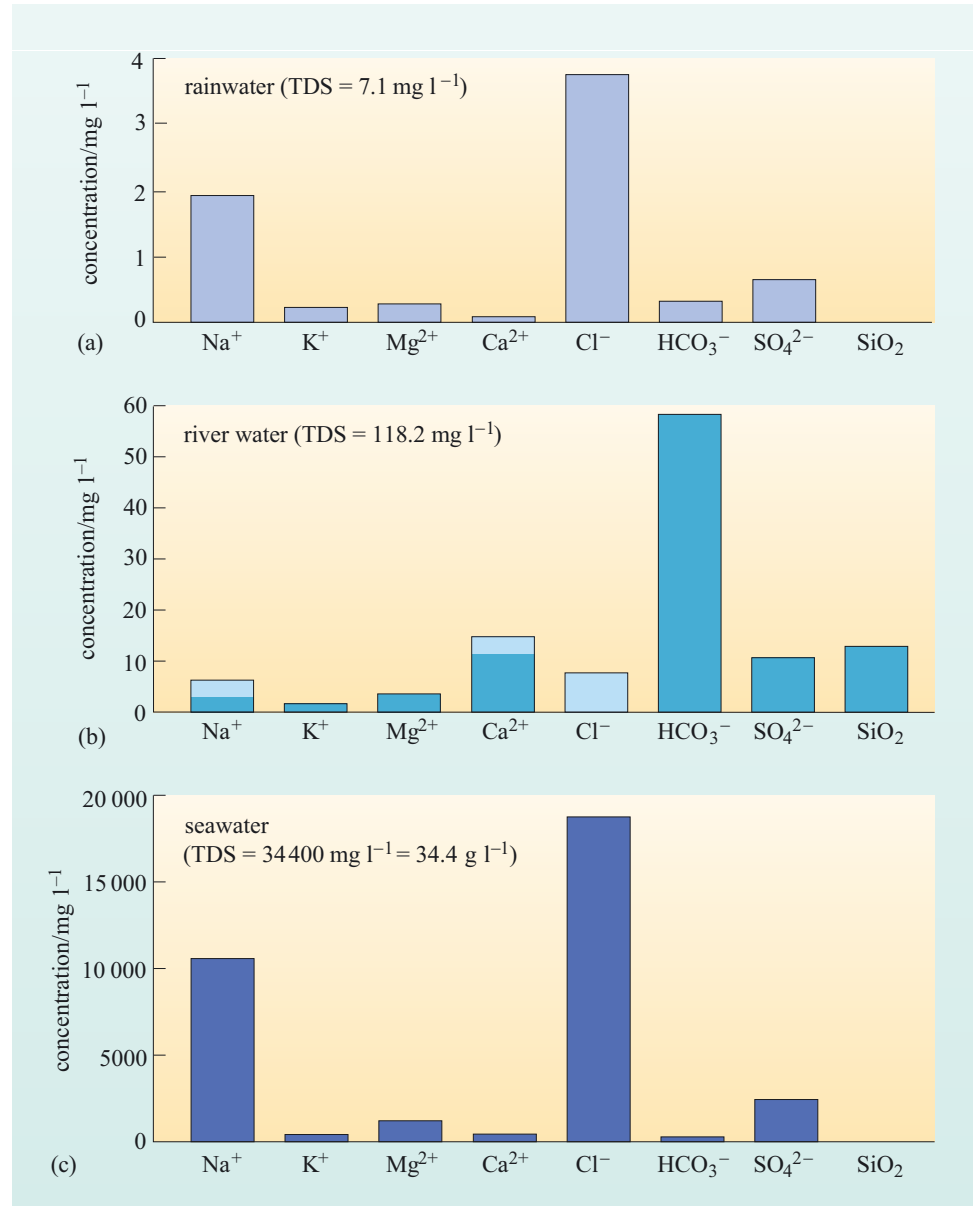 4
rainwater (TDS = 7.1 mg l⁻¹)
3
2
1
0
concentration/mg l⁻¹
(a)
Na⁺ K⁺ Mg²⁺ Ca²⁺ Cl⁻ HCO₃⁻ SO₄²⁻ SiO₂
60
river water (TDS = 118.2 mg l⁻¹)
50
40
30
20
10
0
concentration/mg l⁻¹
(b)
Na⁺ K⁺ Mg²⁺ Ca²⁺ Cl⁻ HCO₃⁻ SO₄²⁻ SiO₂
20 000
seawater
(TDS = 34 400 mg l⁻¹ = 34.4 g l⁻¹)
15 000
10 000
5000
0
concentration/mg l⁻¹
(c)
Na⁺ K⁺ Mg²⁺ Ca²⁺ Cl⁻ HCO₃⁻ SO₄²⁻ SiO₂